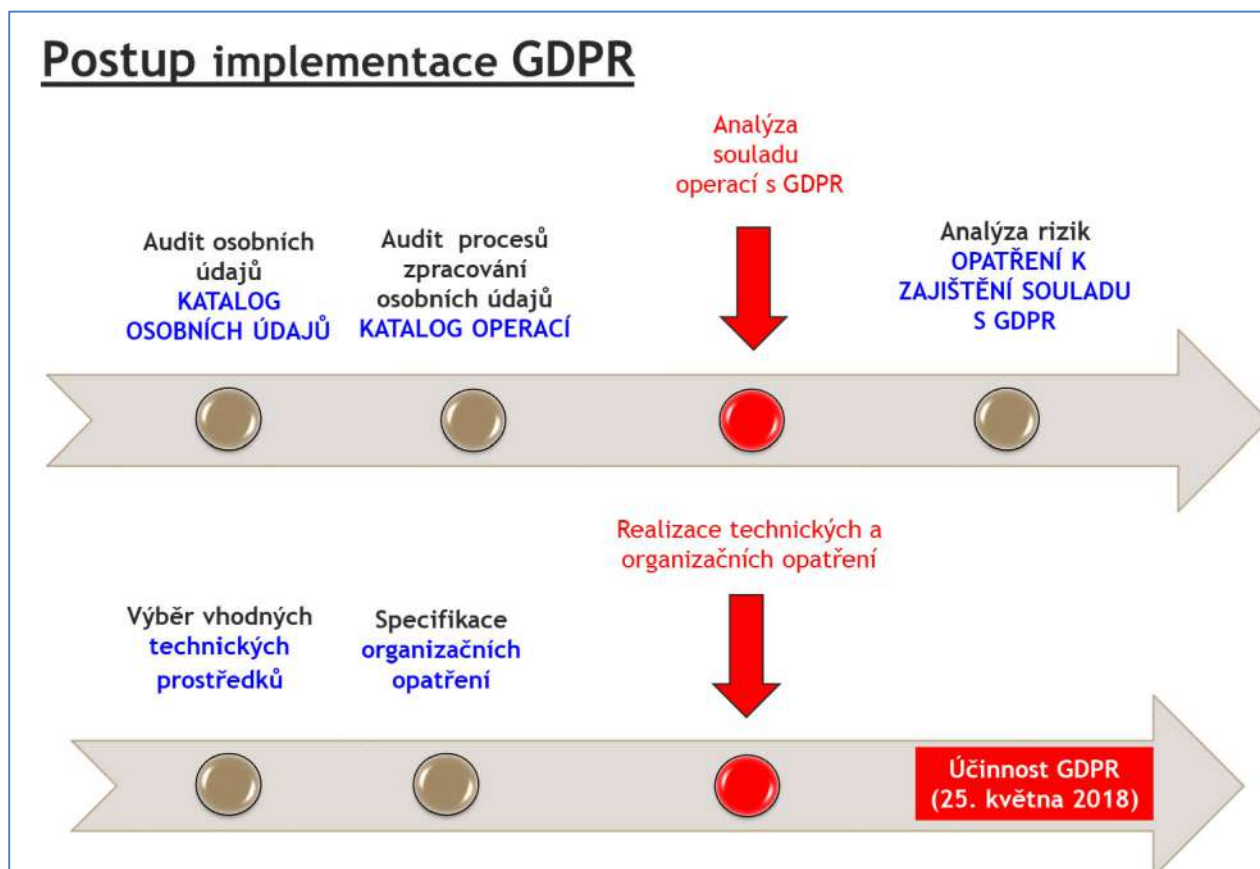 Postup implementace GDPR
Analýza
souladu
operací s GDPR
Audit osobních
údajů
KATALOG
OSOBNÍCH ÚDAJŮ
Audit procesů
zpracování
osobních údajů
KATALOG OPERACÍ
Analýza rizik
OPATŘENÍ K
ZAJIŠTĚNÍ SOULADU
S GDPR
Realizace technických a
organizačních opatření
Výběr vhodných
technických
prostředků
Specifikace
organizačních
opatření
Účinnost GDPR
(25. května 2018)